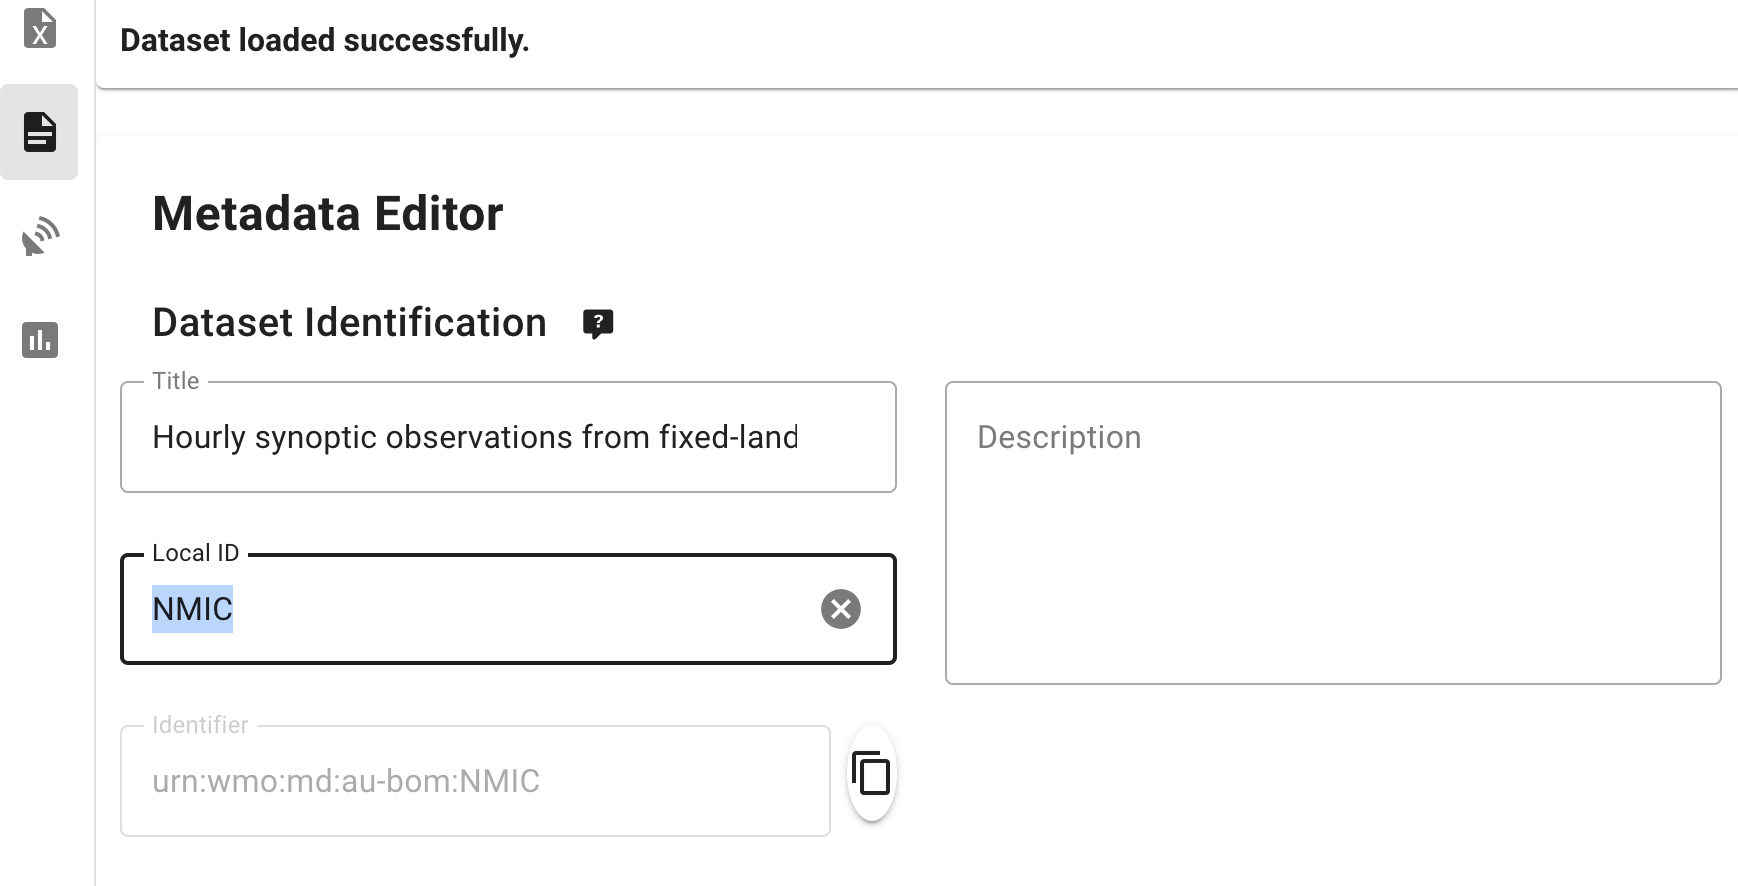 Dataset loaded successfully.
Metadata Editor
Dataset Identification
Title
Hourly synoptic observations from fixed-land
Description
Local ID
NMIC
Identifier
urn:wmo:md:au-bom:NMIC